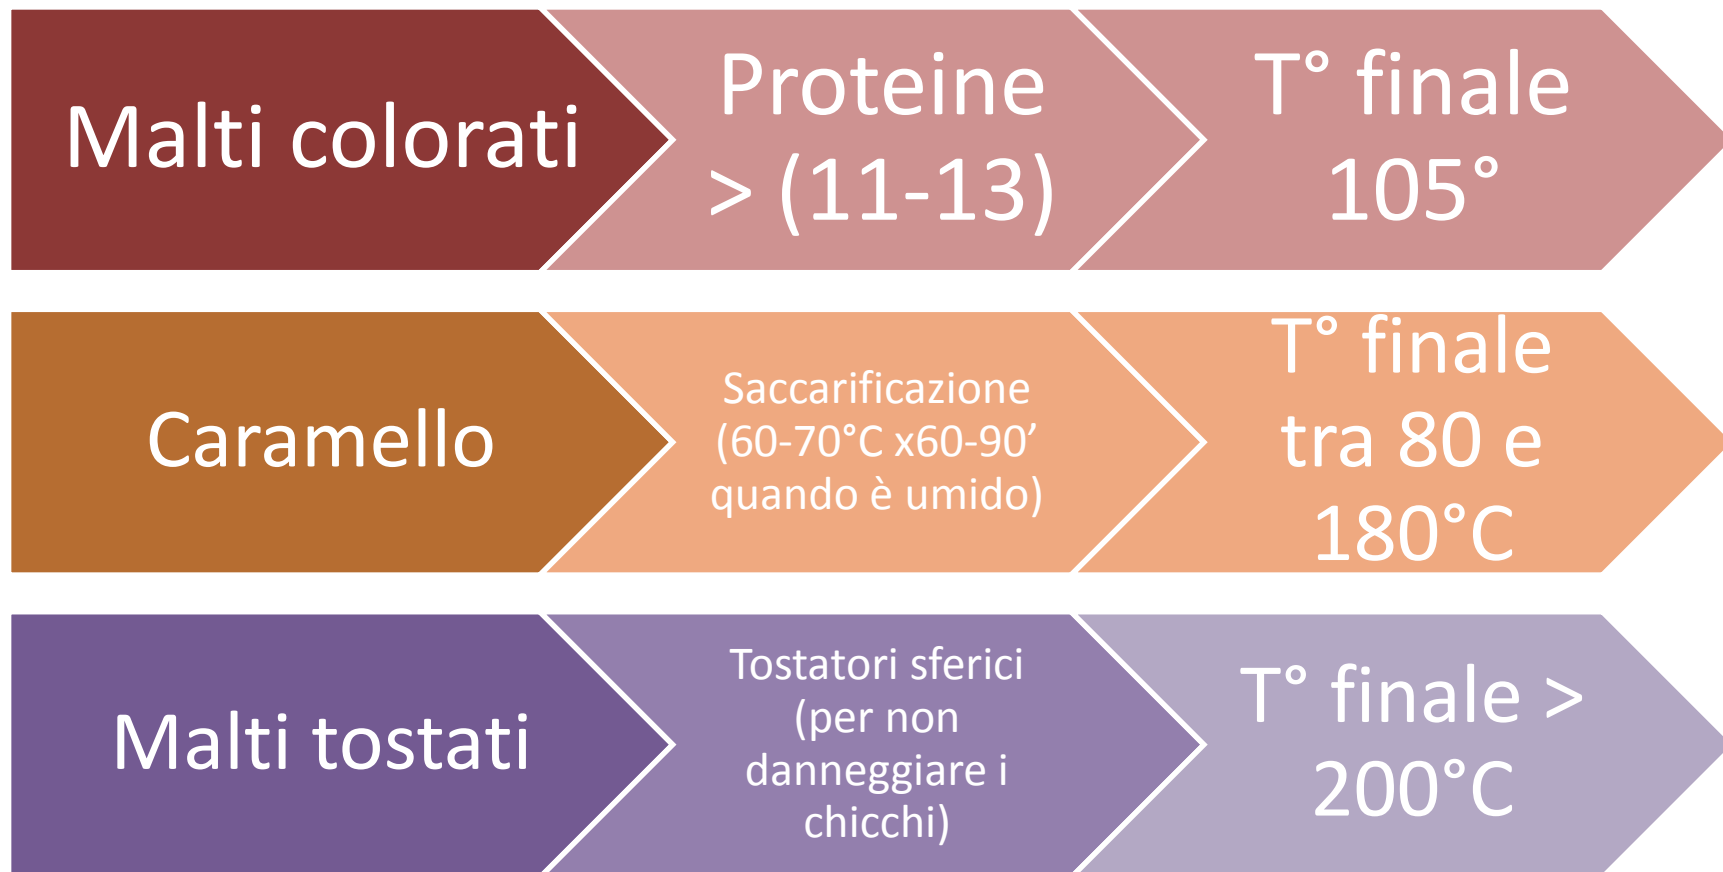 Malti colorati
Proteine
> (11-13)
T° finale
105°
Caramello
Saccarificazione
(60-70°C x60-90’
quando è umido)
T° finale
tra 80 e
180°C
Malti tostati
Tostatori sferici
(per non
danneggiare i
chicchi)
T° finale >
200°C